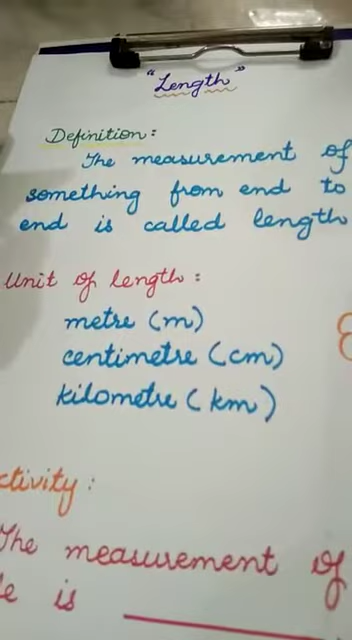 "Length"
Definition:
The measurement of
something from end to
end is called length
Unit of length:
metre (m)
centimetre (cm)
kilometre (km)
ctivity:
The measurement of
is